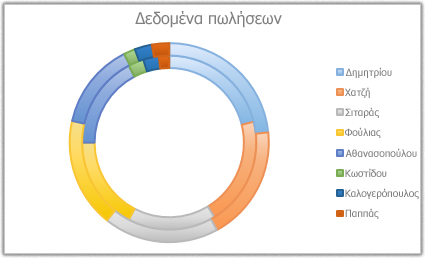 Δεδομένα πωλήσεων
Δημητρίου
Χατζή
Σιταράς
Φούλιας
Αθανασοπούλου
Κωστίδου
Καλογερόπουλος
Παππάς